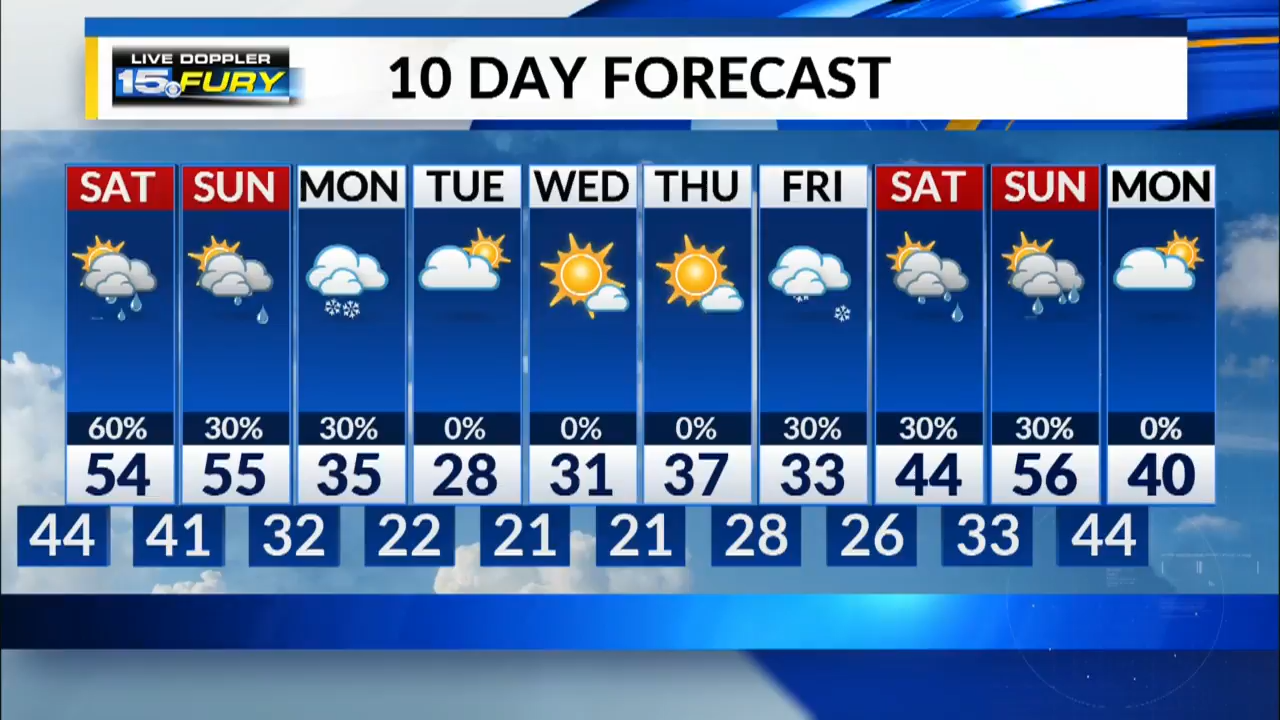 LIVE DOPPLER
15 FURY
10 DAY FORECAST
SAT SUN MON TUE WED THU FRI SAT SUN MON
60% 30% 30% 0% 0% 0% 30% 30% 30% 0%
54 55 35 28 31 37 33 44 56 40
44 41 32 22 21 21 28 26 33 44